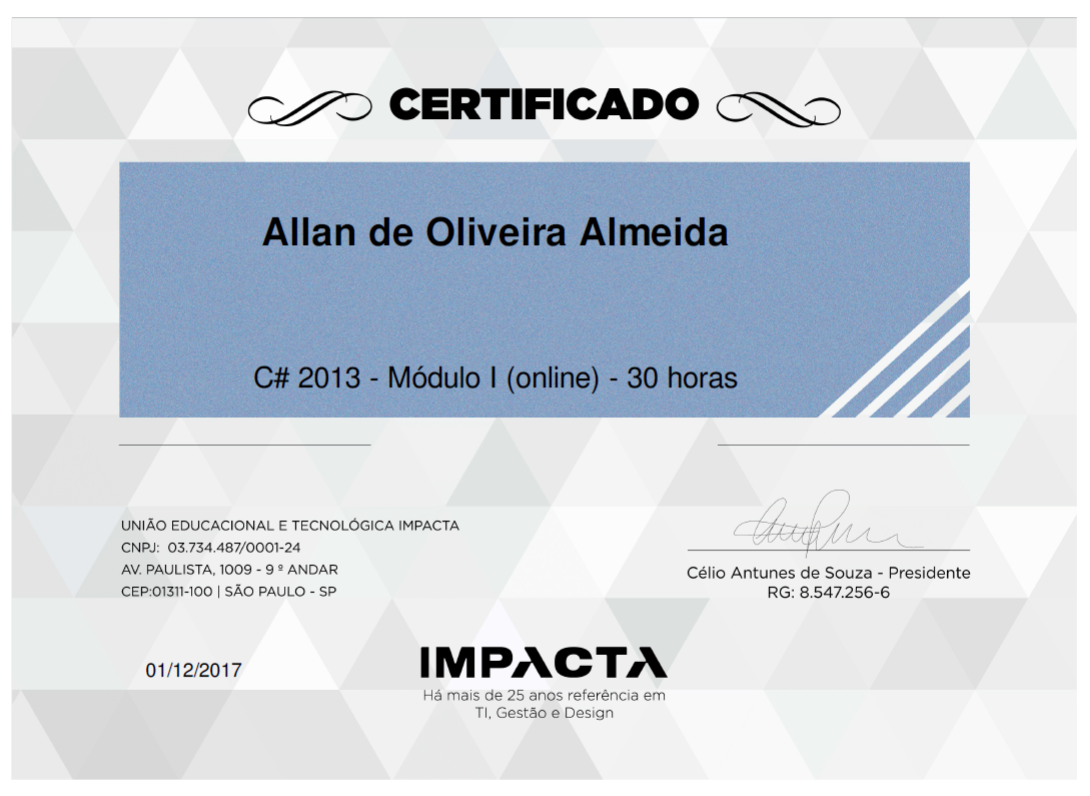 CERTIFICADO
Allan de Oliveira Almeida
C# 2013 - Módulo I (online) - 30 horas
UNIÃO EDUCACIONAL E TECNOLÓGICA IMPACTA
CNPJ: 03.734.487/0001-24
AV. PAULISTA, 1009 - 9 º ANDAR
CEP:01311-100 | SÃO PAULO - SP
Célio Antunes de Souza - Presidente
RG: 8.547.256-6
01/12/2017
IMPACTA
Há mais de 25 anos referência em
TI, Gestão e Design